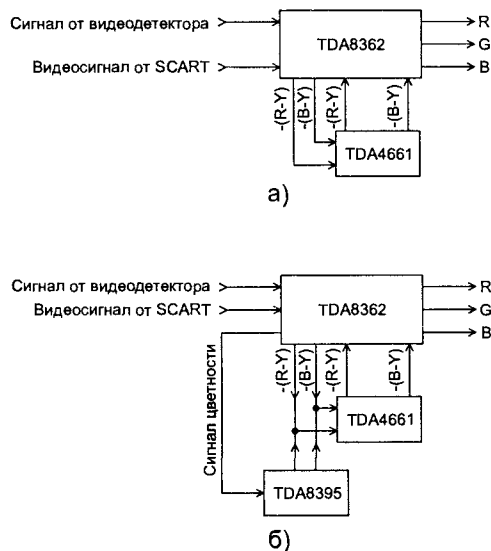 Сигнал от видеодетектора
TDA8362
R
G
B
Видеосигнал от SCART
-(R-Y)
-(B-Y)
-(R-Y)
-(B-Y)
TDA4661
а)
Сигнал от видеодетектора
Видеосигнал от SCART
TDA8362
R
G
B
Сигнал цветности
-(R-Y)
-(B-Y)
-(R-Y)
-(B-Y)
TDA4661
TDA8395
б)